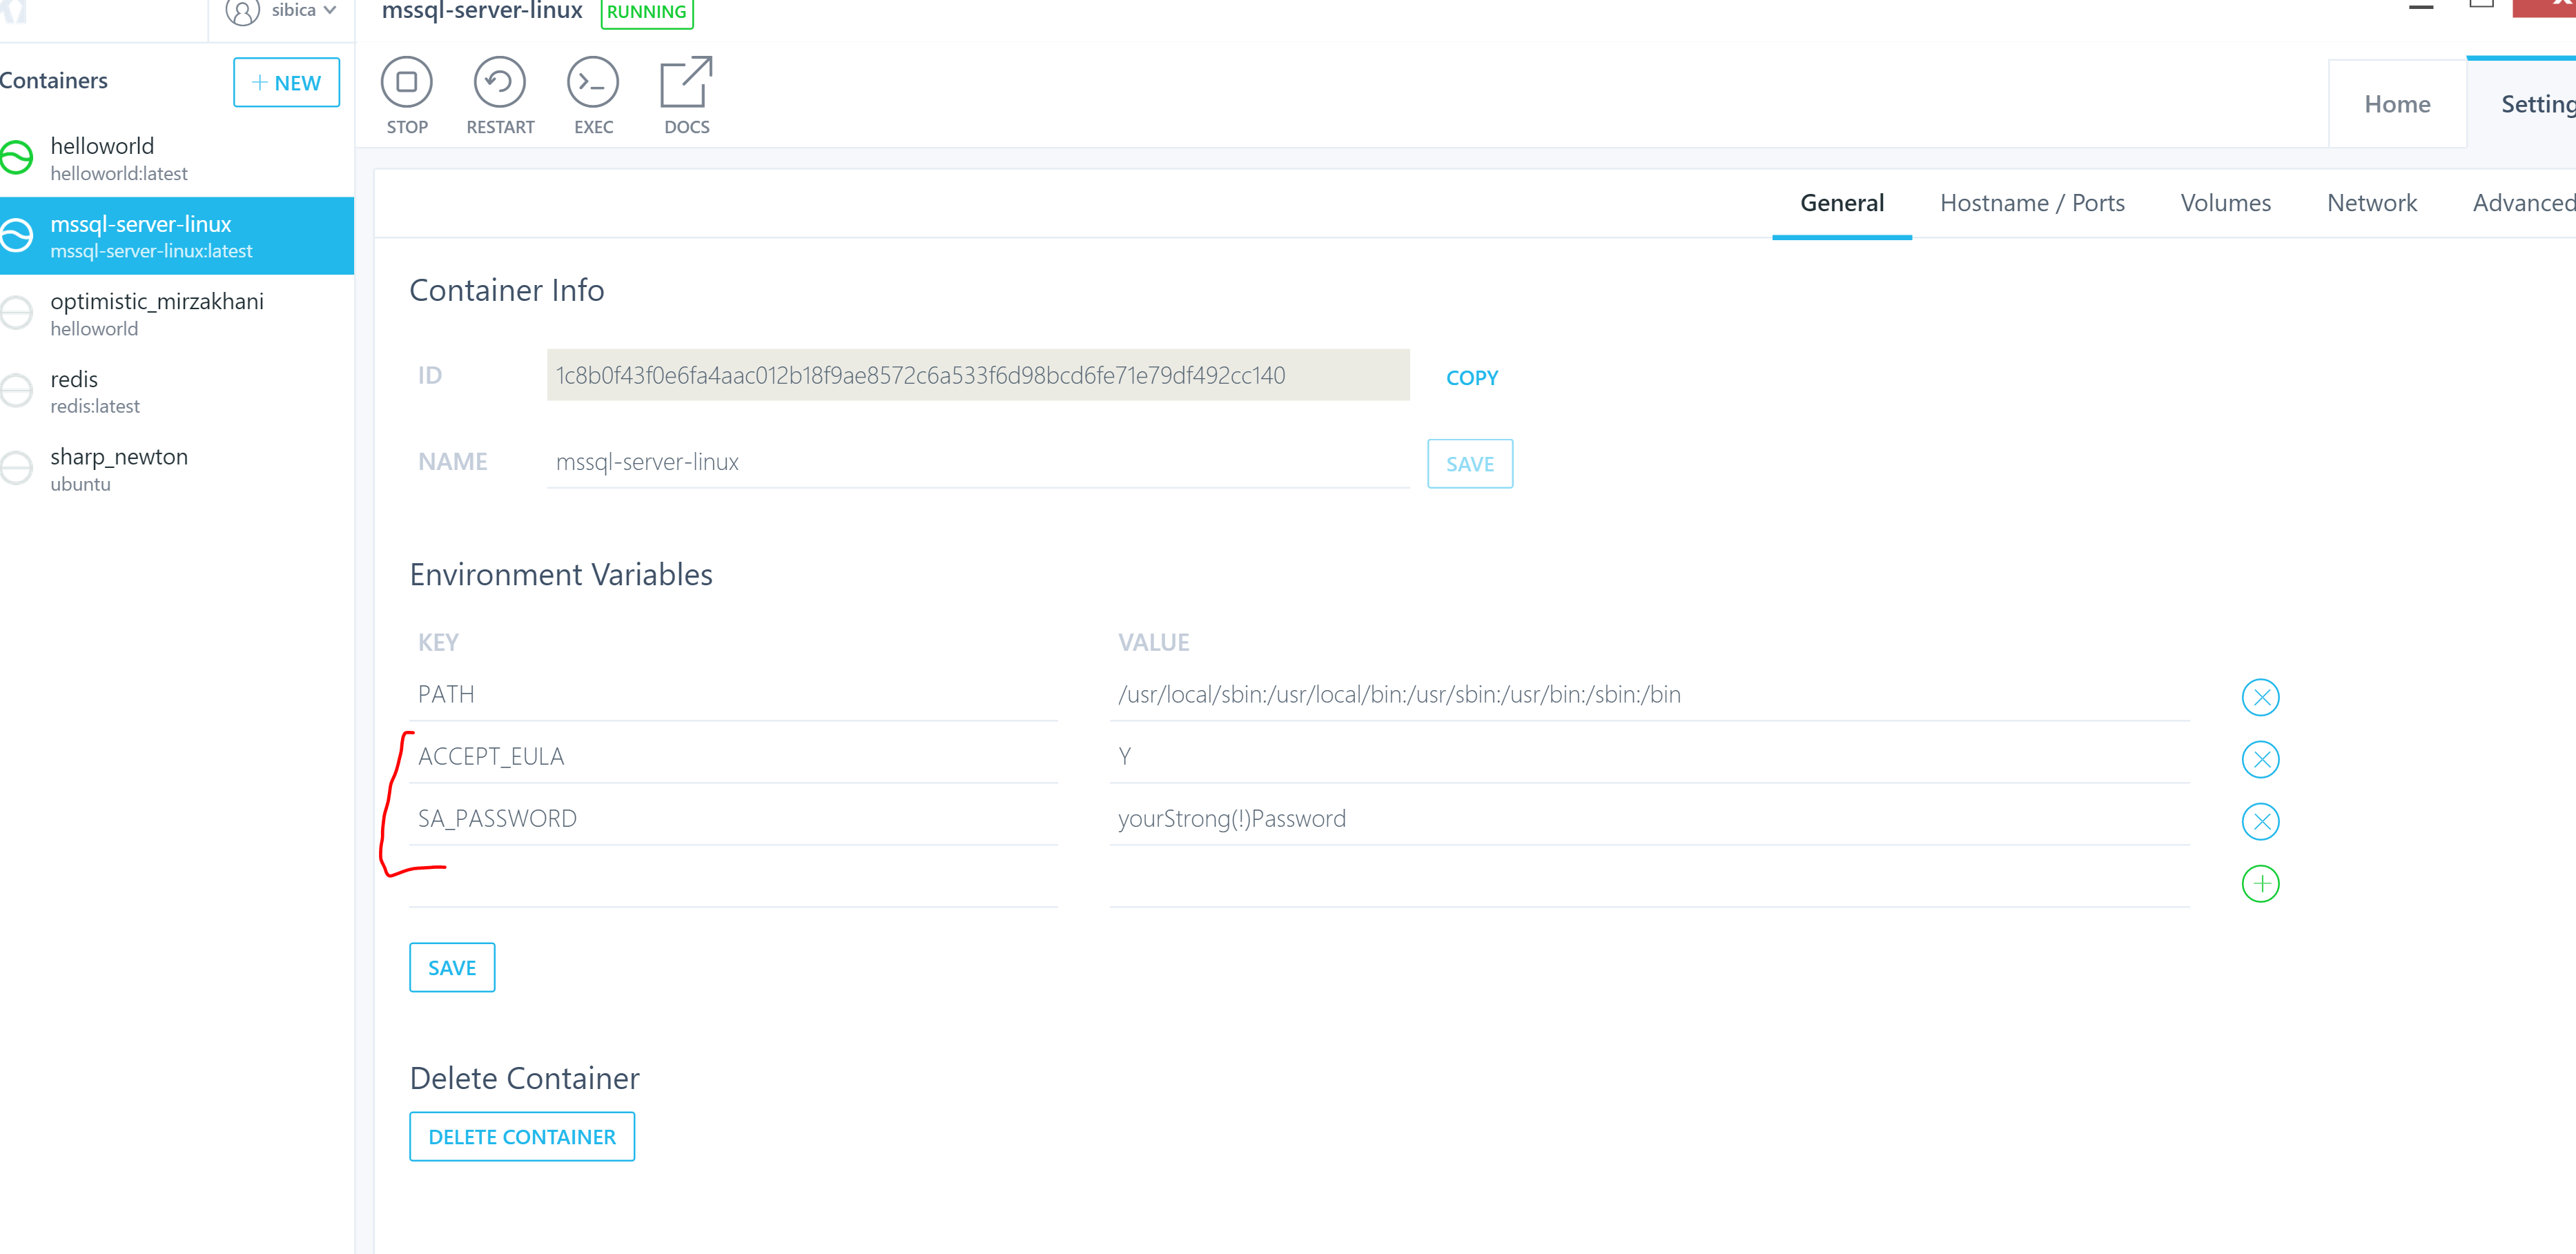 sibica
mssql-server-linux RUNNING
Containers
+ NEW
STOP RESTART EXEC DOCS
Home
Setting
helloworld
helloworld:latest
mssql-server-linux
mssql-server-linux:latest
optimistic_mirzakhani
helloworld
redis
redis:latest
sharp_newton
ubuntu
General Hostname / Ports Volumes Network Advanced
Container Info
ID 1c8b0f43f0e6fa4aac012b18f9ae8572c6a533f6d98bcd6fe71e79df492cc140 COPY
NAME mssql-server-linux SAVE
Environment Variables
KEY VALUE
PATH /usr/local/sbin:/usr/local/bin:/usr/sbin:/usr/bin:/sbin:/bin
ACCEPT_EULA Y
SA_PASSWORD yourStrong(!)Password
SAVE
Delete Container
DELETE CONTAINER